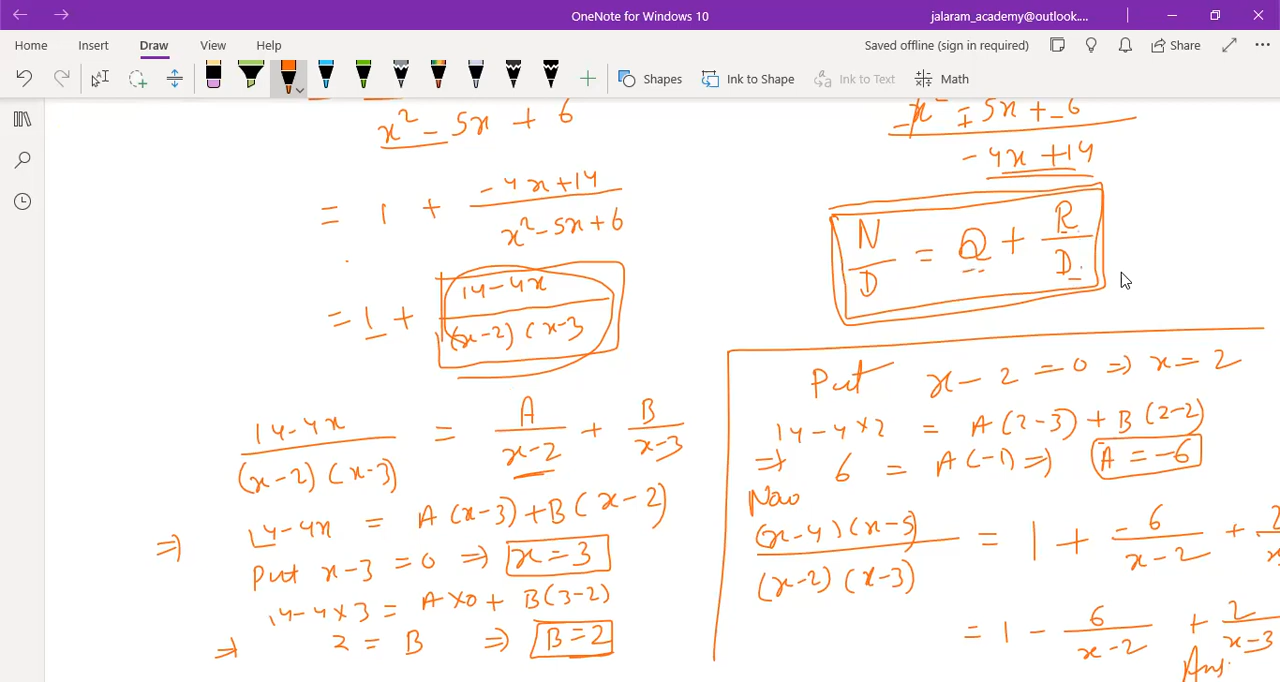 OneNote for Windows 10
jalaram_academy@outlook....
Home Insert Draw View Help
Saved offline (sign in required) Share
Shapes Ink to Shape Ink to Text Math
x² - 5x + 6
= 1 + (-4x+14)/(x²-5x+6)
= 1 + (14-4x)/((x-2)(x-3
(14-4x)/((x-2)(x-3)) = A/(x-2) + B/(x-3)
⇒ 14-4x = A(x-3)+B(x-2)
Put x-3 = 0 ⇒ x=3
14-4×3 = A×0 + B(3-2)
⇒ 2 = B ⇒ B=2
-4x+14
N/D = Q + R/D
Put x-2=0 ⇒ x=2
14-4×2 = A(2-3)+B(2-2)
⇒ 6 = A(-1) ⇒ A=-6
Now
((x-4)(x-5))/((x-2)(x-3)) = 1 + -6/(x-2) +
= 1 - 6/(x-2) + 2/(x-3)
Ans.